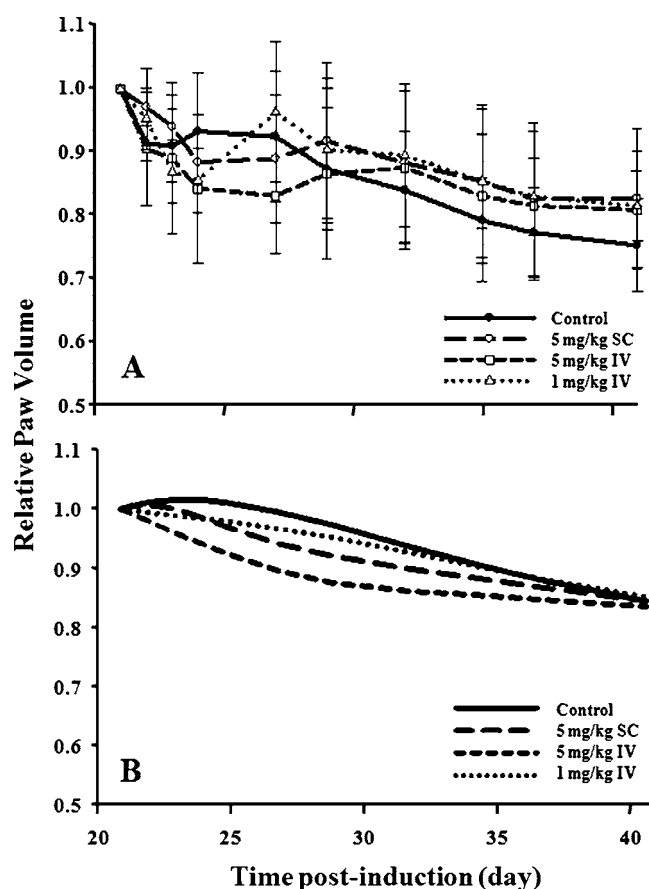 Relative Paw Volume
1.1
1.0
0.9
0.8
0.7
0.6
0.5
A
Control
5 mg/kg SC
5 mg/kg IV
1 mg/kg IV
1.1
1.0
0.9
0.8
0.7
0.6
0.5
B
Control
5 mg/kg SC
5 mg/kg IV
1 mg/kg IV
20
25
30
35
40
Time post-induction (day)